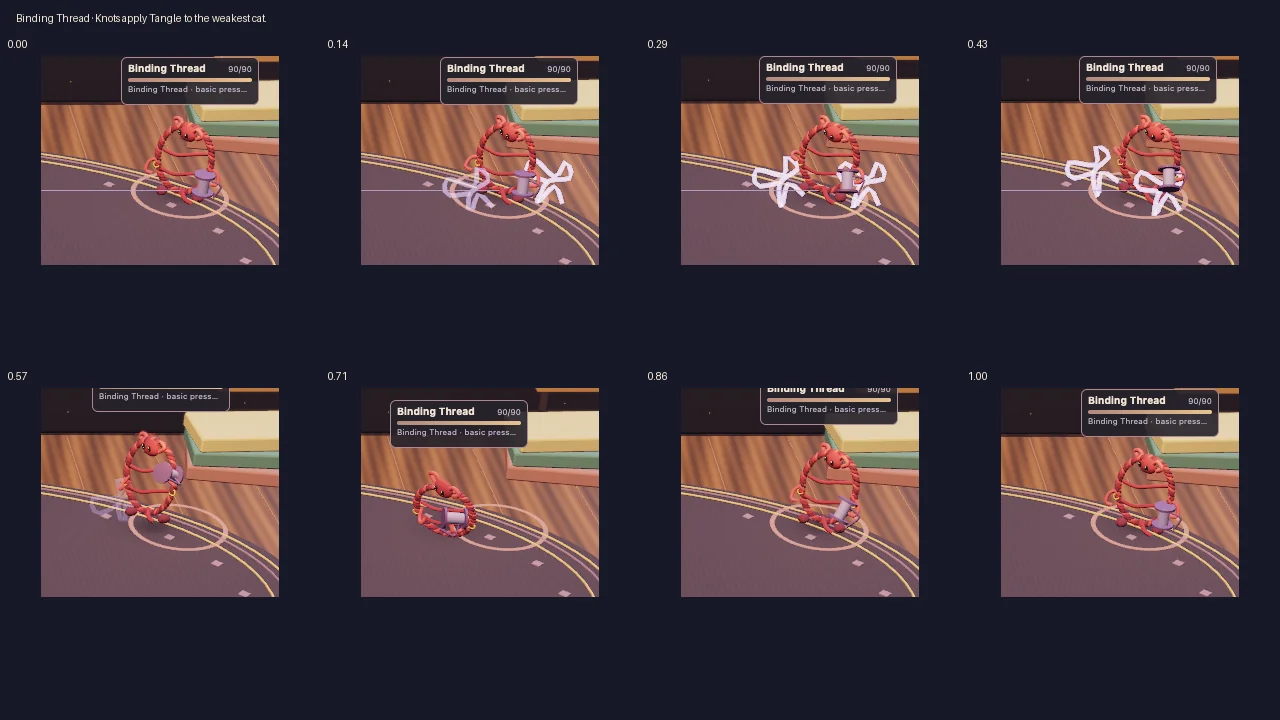 Binding Thread · Knots apply Tangle to the weakest cat.
0.00
0.14
0.29
0.43
Binding Thread 90/90
Binding Thread · basic press...
Binding Thread 90/90
Binding Thread · basic press...
Binding Thread 90/90
Binding Thread · basic press...
Binding Thread 90/90
Binding Thread · basic press...
0.57
0.71
0.86
1.00
Binding Thread · basic press...
Binding Thread 90/90
Binding Thread · basic press...
Binding Thread 90/90
Binding Thread · basic press...
Binding Thread 90/90
Binding Thread · basic press...